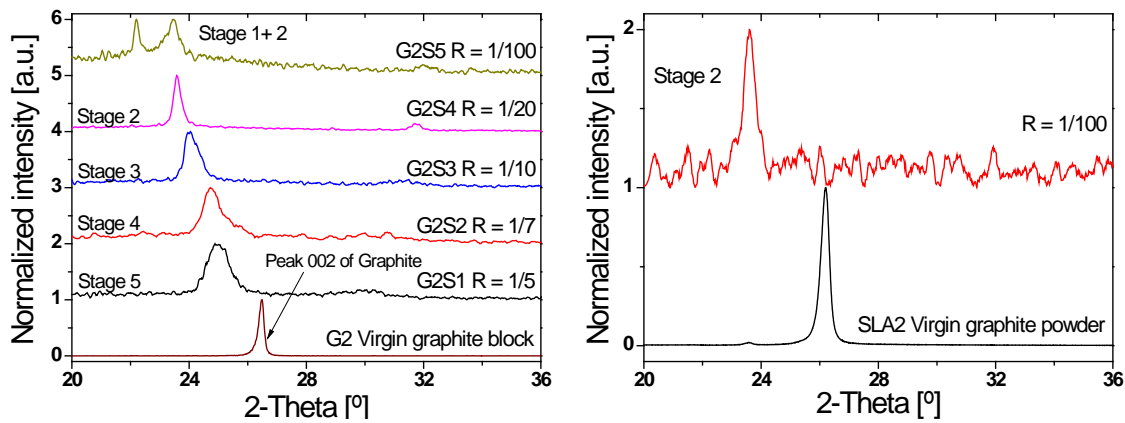 Normalized intensity [a.u.]
6
5
4
3
2
1
0
Stage 1+ 2
G2S5 R = 1/100
Stage 2
G2S4 R = 1/20
Stage 3
G2S3 R = 1/10
Stage 4
G2S2 R = 1/7
Peak 002 of Graphite
Stage 5
G2S1 R = 1/5
G2 Virgin graphite block
20 24 28 32 36
2-Theta [º]
Normalized intensity [a.u.]
2
1
0
Stage 2
R = 1/100
SLA2 Virgin graphite powder
20 24 28 32 36
2-Theta [º]